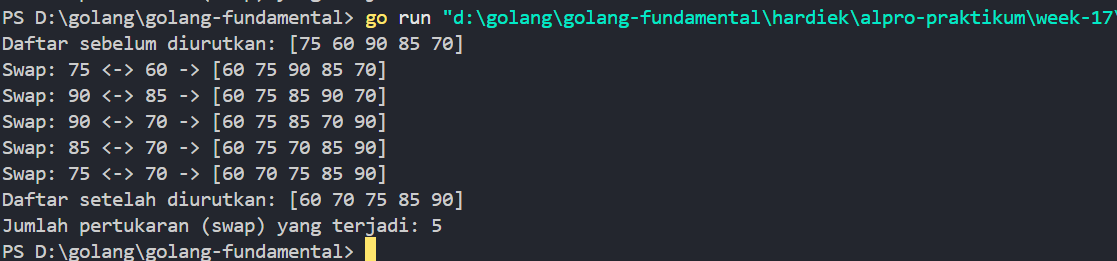 PS D:\golang\golang-fundamental> go run "d:\golang\golang-fundamental\hardiek\alpro-praktikum\week-17\
Daftar sebelum diurutkan: [75 60 90 85 70]
Swap: 75 <-> 60 -> [60 75 90 85 70]
Swap: 90 <-> 85 -> [60 75 85 90 70]
Swap: 90 <-> 70 -> [60 75 85 70 90]
Swap: 85 <-> 70 -> [60 75 70 85 90]
Swap: 75 <-> 70 -> [60 70 75 85 90]
Daftar setelah diurutkan: [60 70 75 85 90]
Jumlah pertukaran (swap) yang terjadi: 5
PS D:\golang\golang-fundamental>